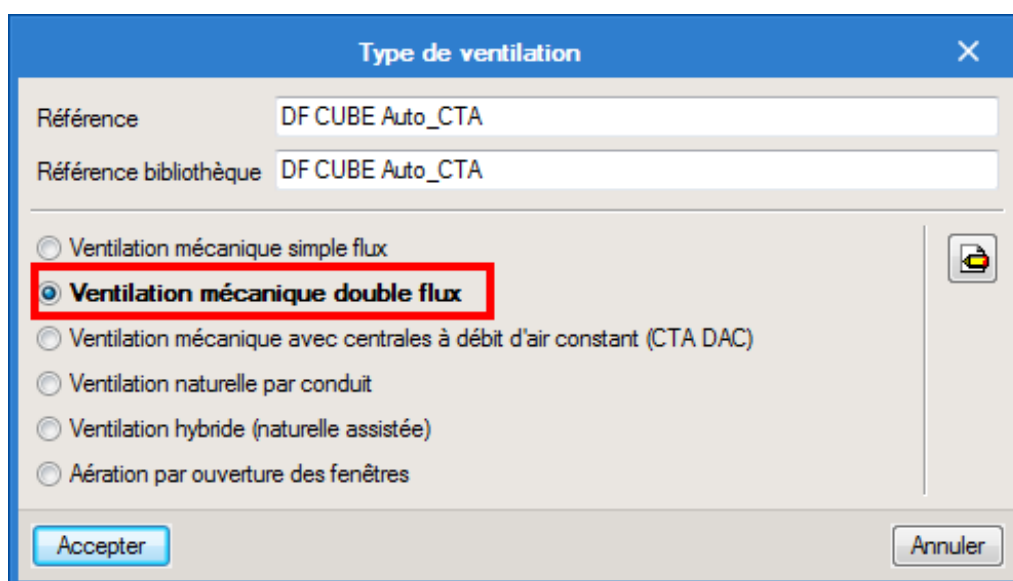 Type de ventilation
Référence DF CUBE Auto_CTA
Référence bibliothèque DF CUBE Auto_CTA
Ventilation mécanique simple flux
Ventilation mécanique double flux
Ventilation mécanique avec centrales à débit d'air constant (CTA DAC)
Ventilation naturelle par conduit
Ventilation hybride (naturelle assistée)
Aération par ouverture des fenêtres
Accepter Annuler